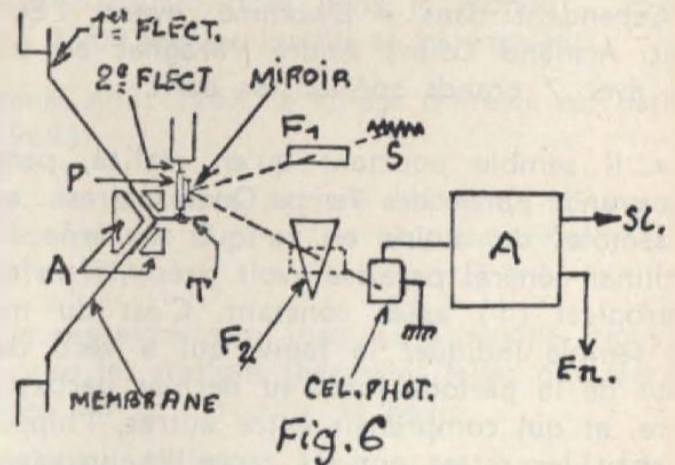 1er FLECT.
2e FLECT
MIROIR
P
F1
S
A
T
A
SL.
En.
F2
CEL. PHOT.
MEMBRANE
Fig. 6